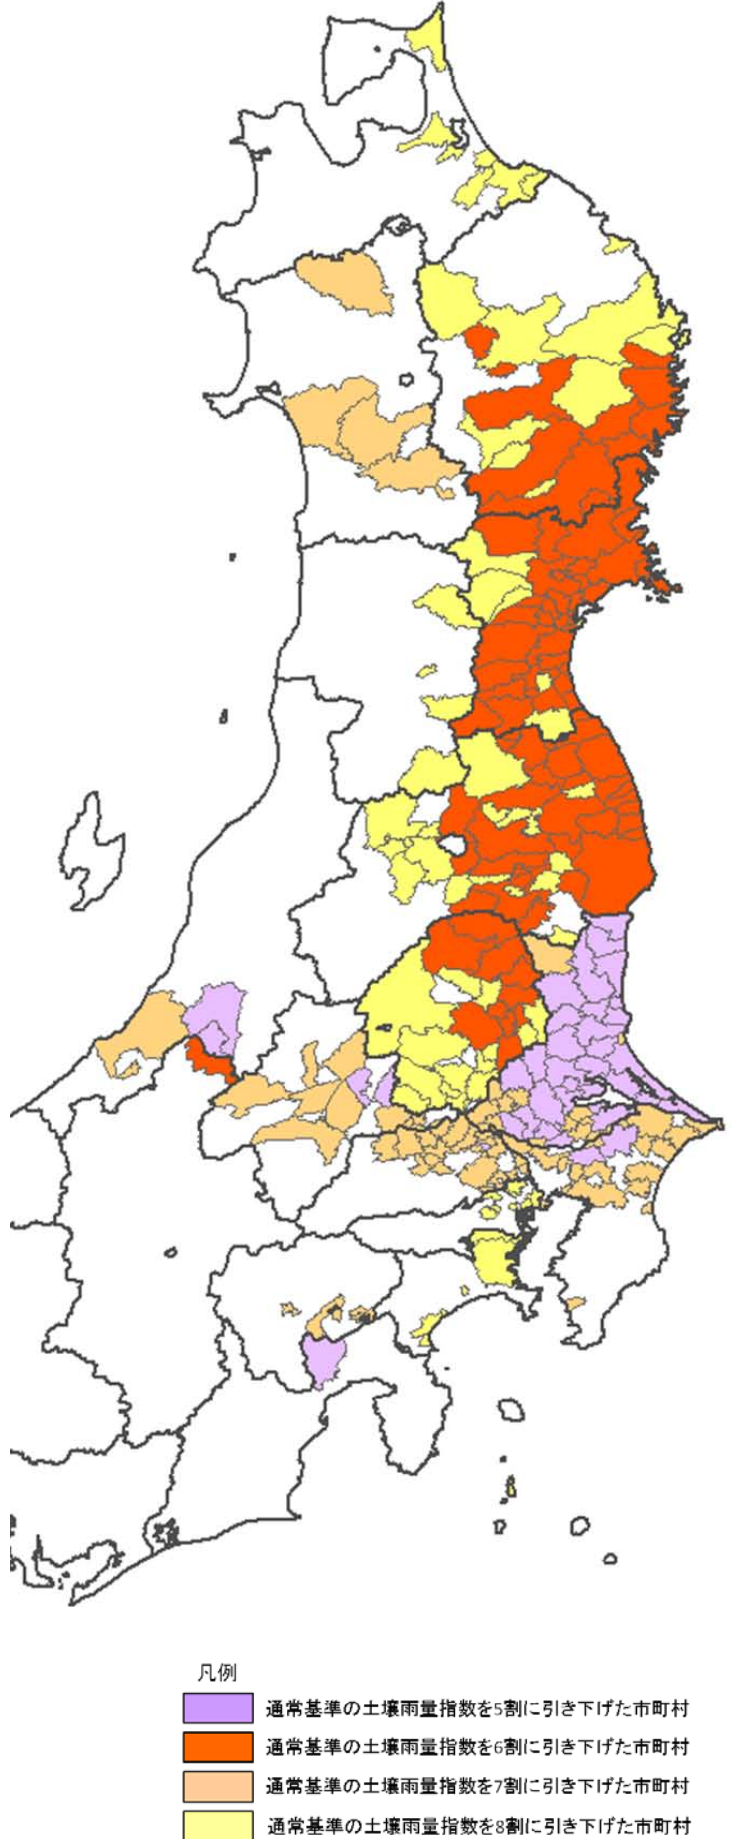 凡例
通常基準の土壌雨量指数を5割に引き下げた市町村
通常基準の土壌雨量指数を6割に引き下げた市町村
通常基準の土壌雨量指数を7割に引き下げた市町村
通常基準の土壌雨量指数を8割に引き下げた市町村